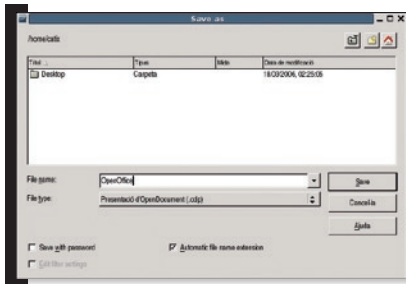 Save as
/home/catix
Títol
Tipus
Mida
Data de modificació
Desktop
Carpeta
18/03/2006, 02:25:05
File name:
OpenOffice
Save
File type:
Presentació d'OpenDocument (.odp)
Cancel·la
Ajuda
Save with password
Automatic file name extension
Edit filter settings